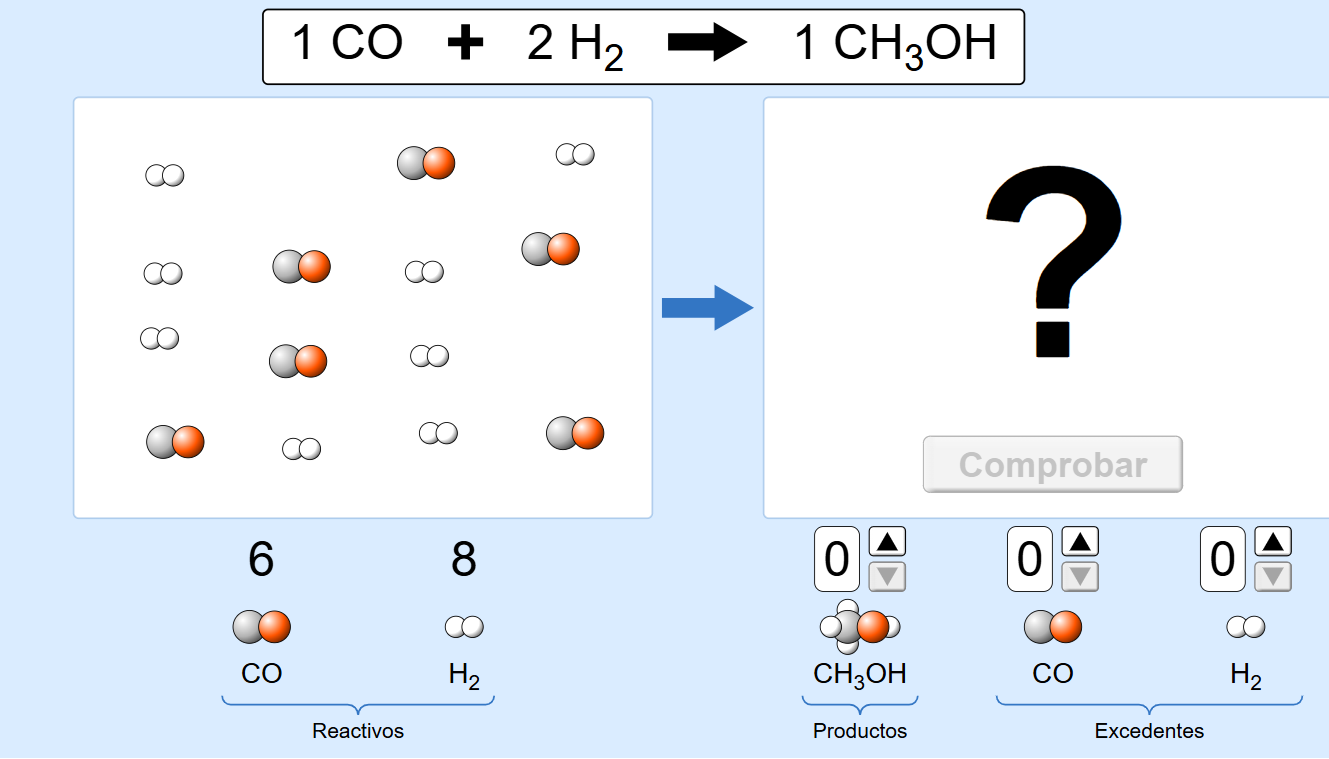 1 CO + 2 H₂ → 1 CH₃OH
?
Comprobar
6 8 0 0 0
CO H₂ CH₃OH CO H₂
Reactivos Productos Excedentes